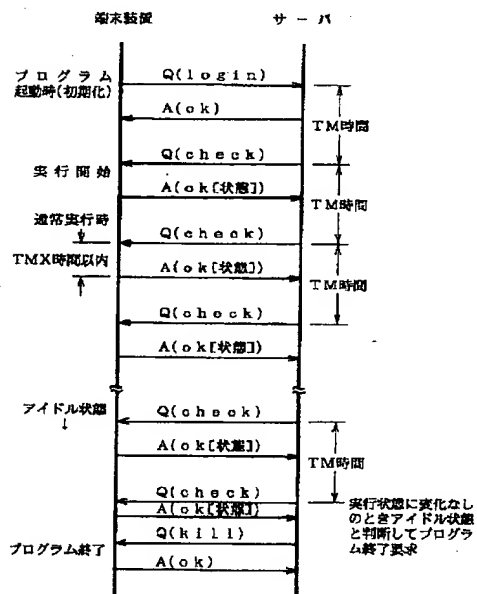 端末装置 サーバ
Q(login)
プログラム
起動時(初期化)
A(ok)
TM時間
Q(check)
実行開始
A(ok[状態])
TM時間
通常実行時
Q(check)
TMX時間以内
A(ok[状態])
TM時間
Q(check)
A(ok[状態])
アイドル状態
↓
Q(check)
A(ok[状態])
TM時間
Q(check)
A(ok[状態])
実行状態に変化なし
のときアイドル状態
と判断してプログラ
ム終了要求
Q(kill)
プログラム終了
A(ok)